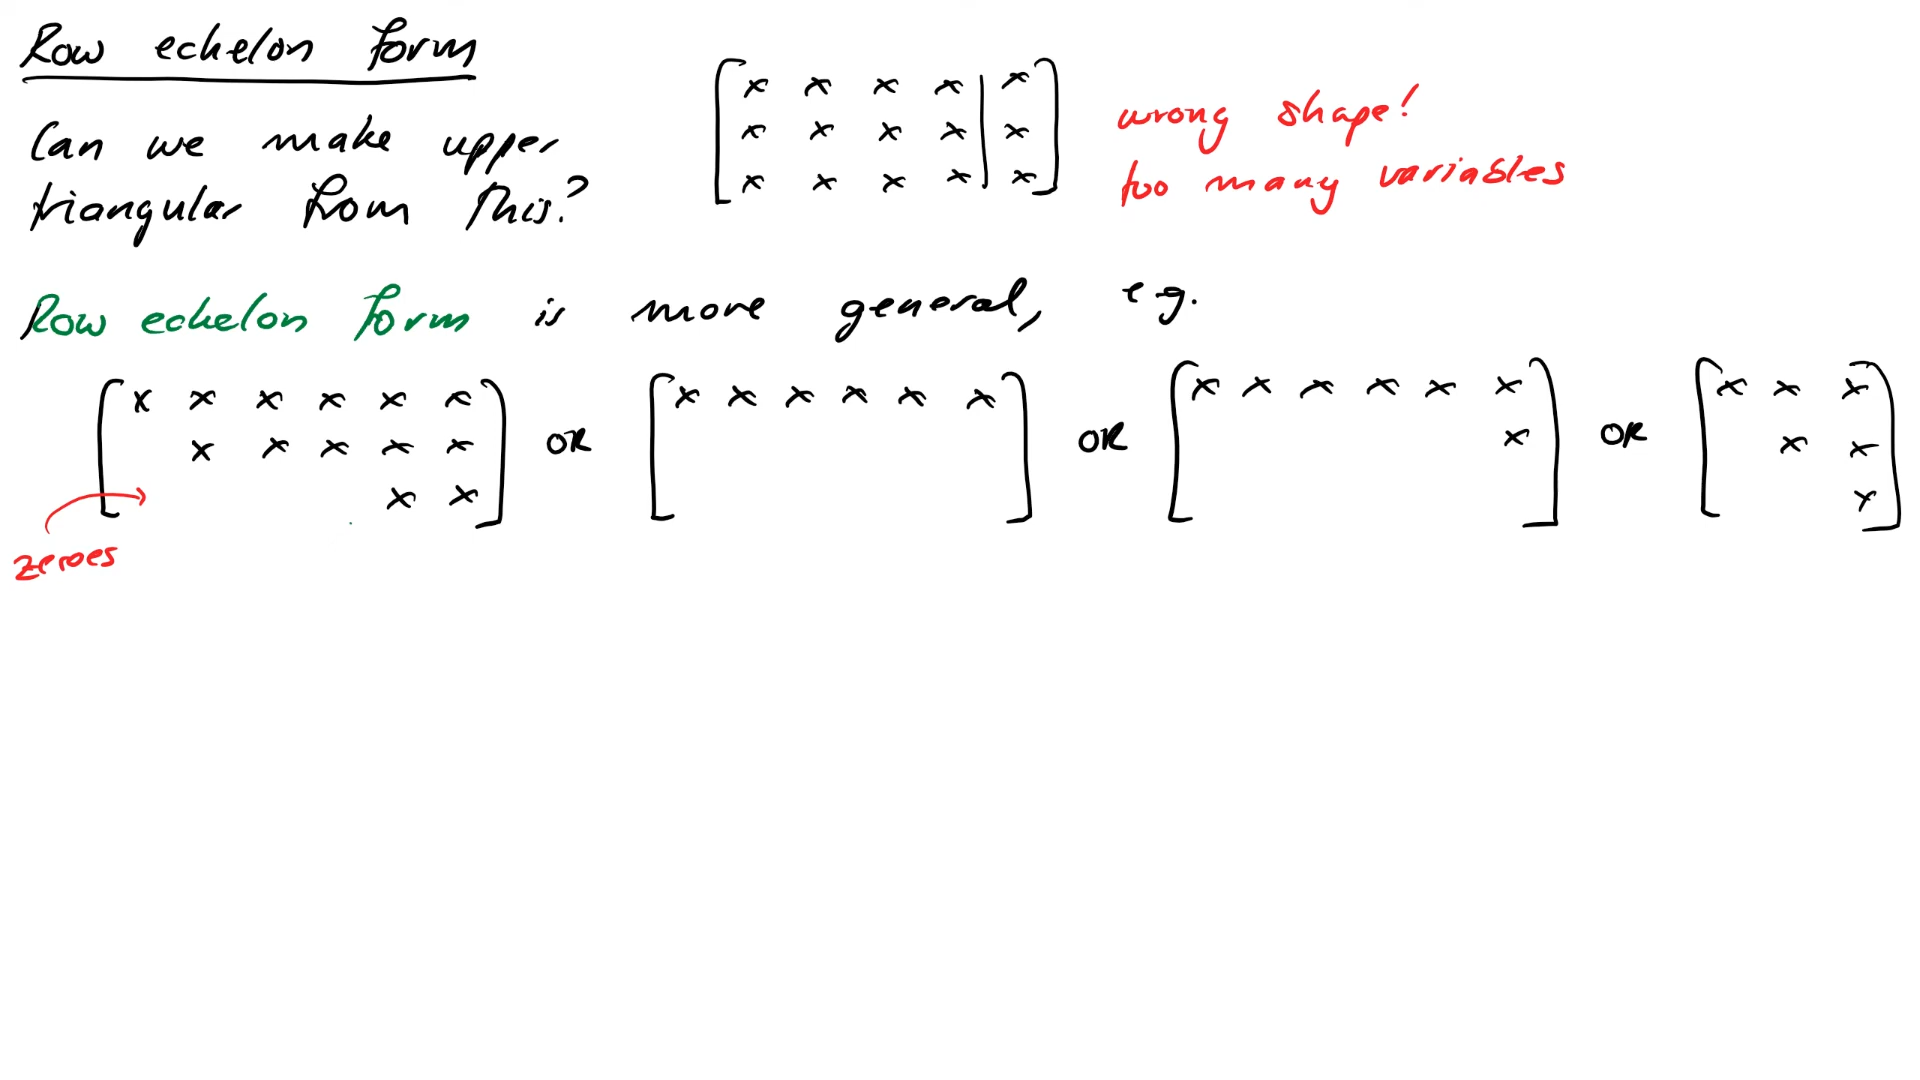 Row echelon form
Can we make upper
triangular from this?
x x x x | x
x x x x | x
x x x x | x
wrong shape!
too many variables
Row echelon form is more general, eg.
x x x x x x
x x x x x
x x
OR
x x x x x x
OR
x x x x x x
x
OR
x x x
x x
x
zeroes